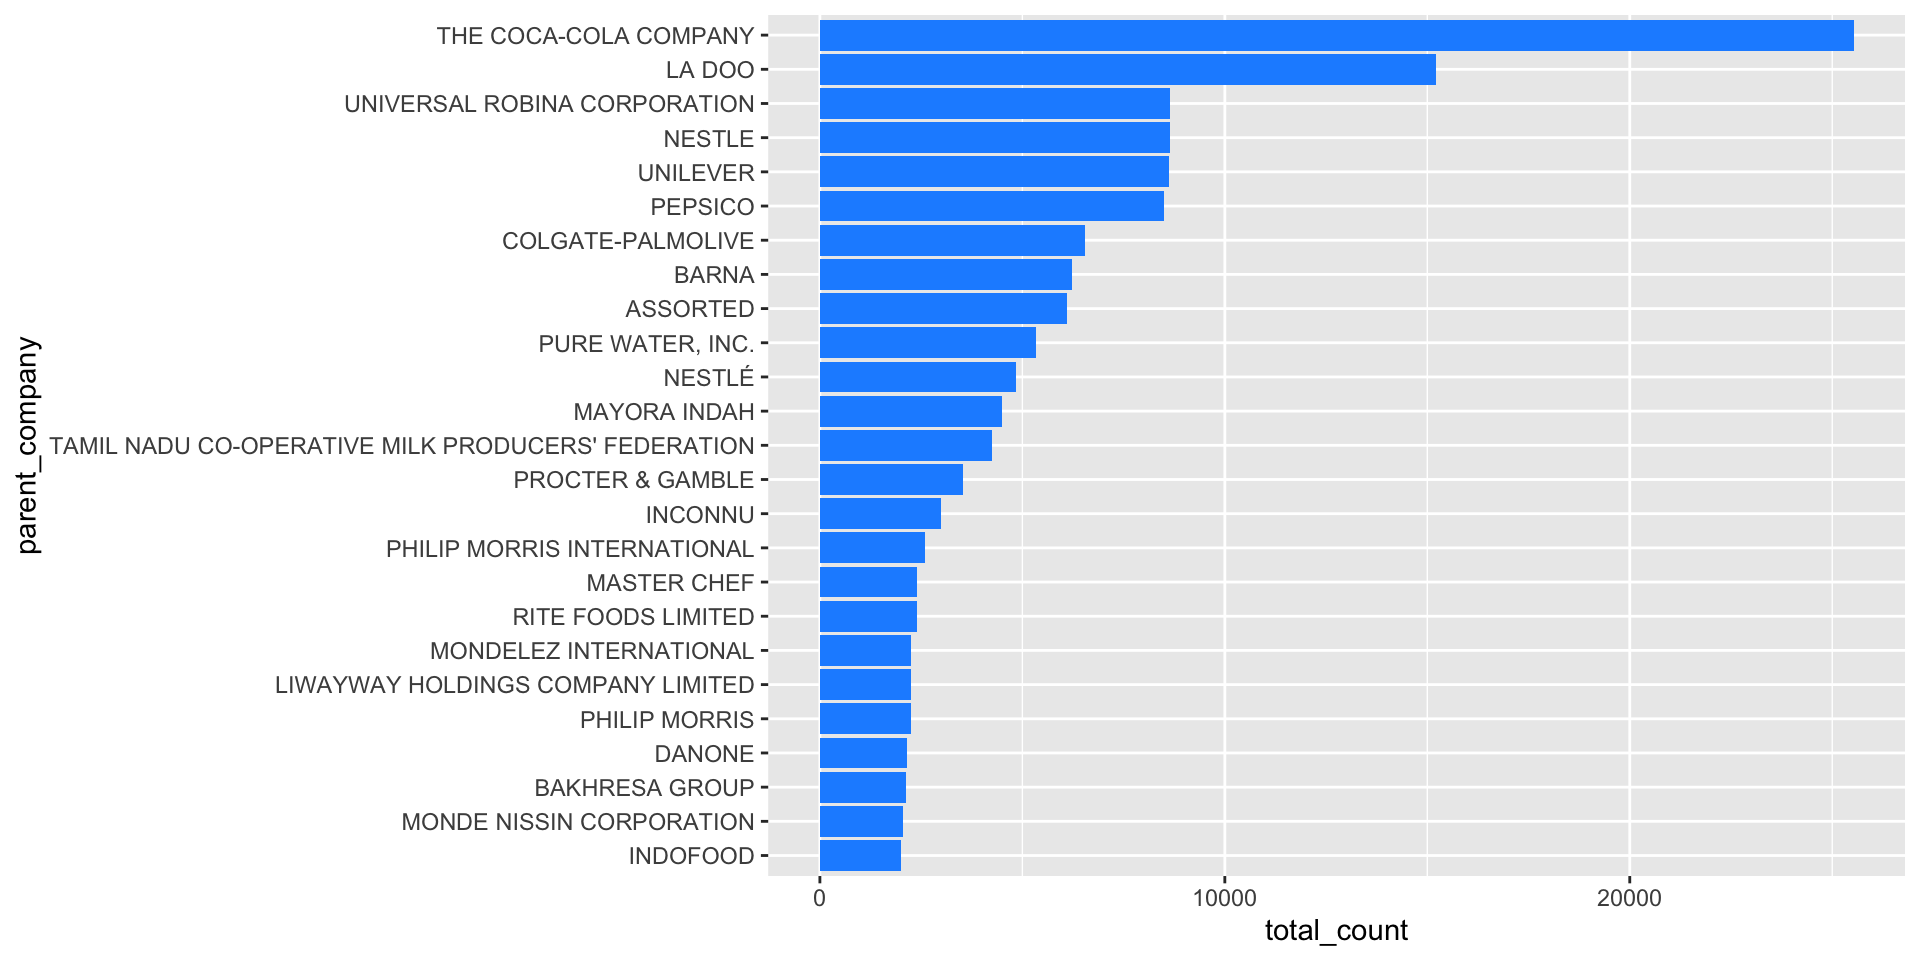 THE COCA-COLA COMPANY
LA DOO
UNIVERSAL ROBINA CORPORATION
NESTLE
UNILEVER
PEPSICO
COLGATE-PALMOLIVE
BARNA
ASSORTED
PURE WATER, INC.
NESTLÉ
MAYORA INDAH
TAMIL NADU CO-OPERATIVE MILK PRODUCERS' FEDERATION
PROCTER & GAMBLE
INCONNU
PHILIP MORRIS INTERNATIONAL
MASTER CHEF
RITE FOODS LIMITED
MONDELEZ INTERNATIONAL
LIWAYWAY HOLDINGS COMPANY LIMITED
PHILIP MORRIS
DANONE
BAKHRESA GROUP
MONDE NISSIN CORPORATION
INDOFOOD
parent_company
0 10000 20000
total_count